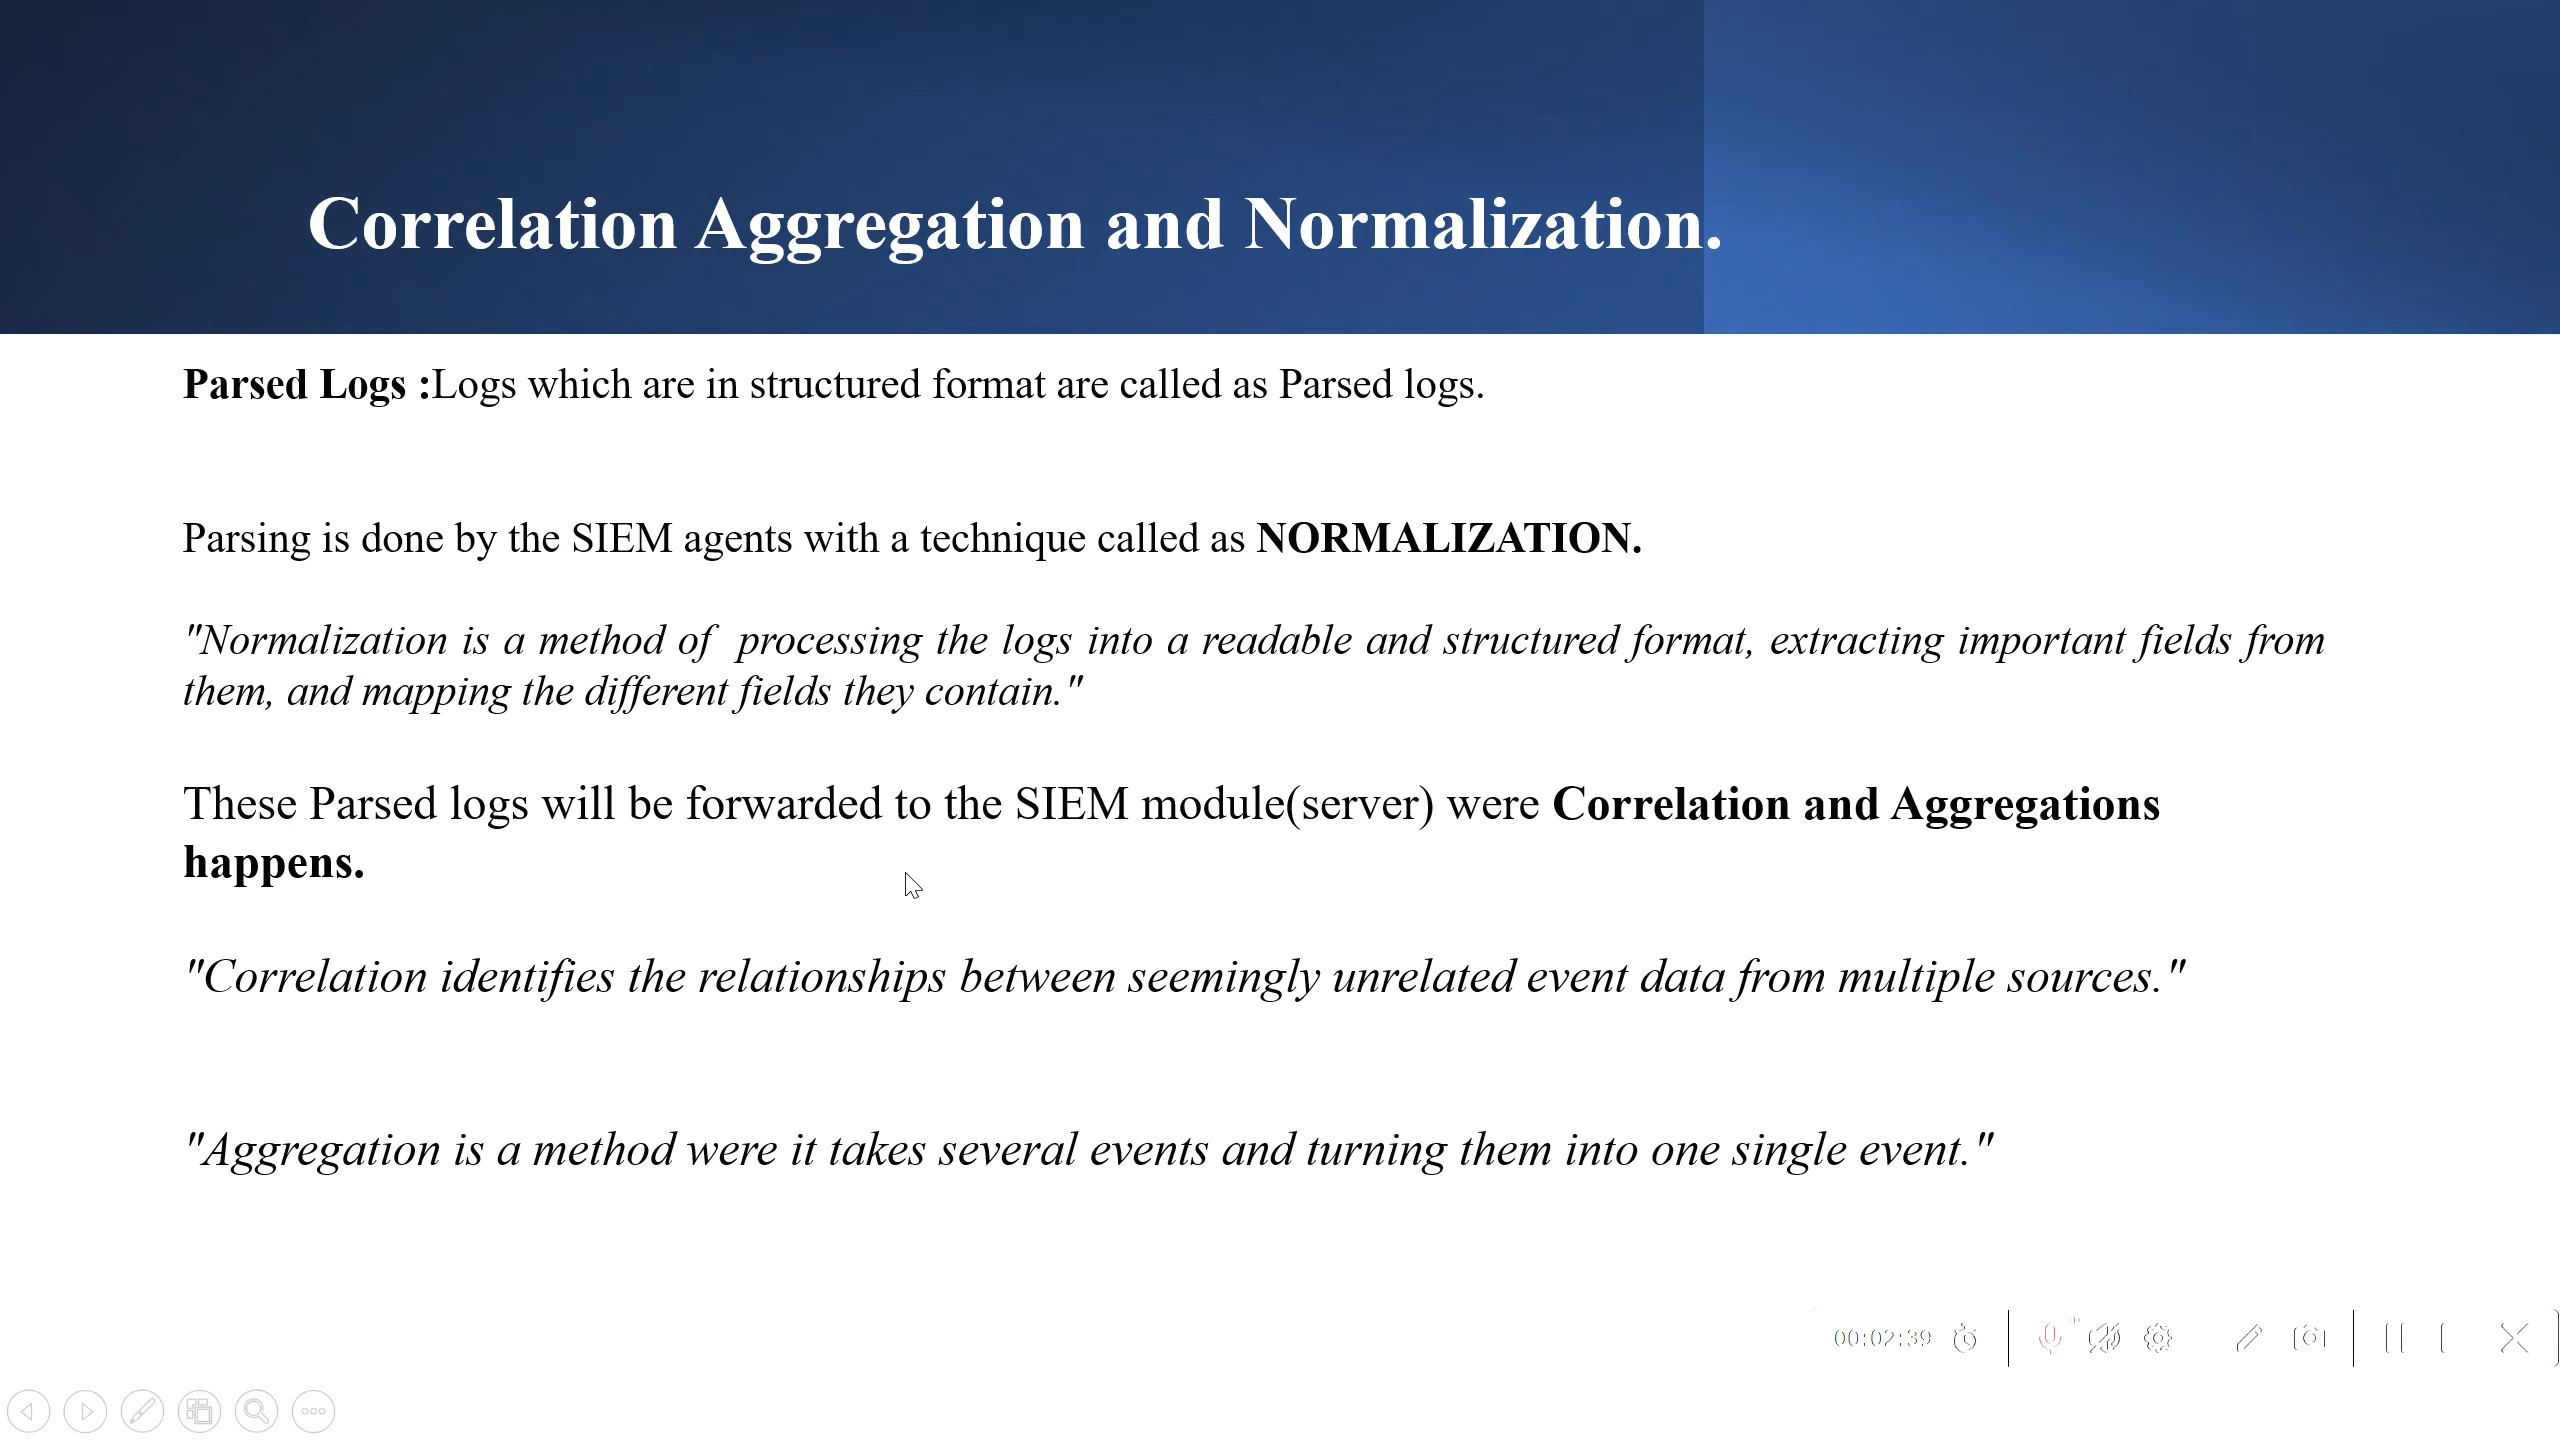 Correlation Aggregation and Normalization.
Parsed Logs :Logs which are in structured format are called as Parsed logs.
Parsing is done by the SIEM agents with a technique called as NORMALIZATION.
"Normalization is a method of  processing the logs into a readable and structured format, extracting important fields from
them, and mapping the different fields they contain."
These Parsed logs will be forwarded to the SIEM module(server) were Correlation and Aggregations
happens.
"Correlation identifies the relationships between seemingly unrelated event data from multiple sources."
"Aggregation is a method were it takes several events and turning them into one single event."
00:02:39